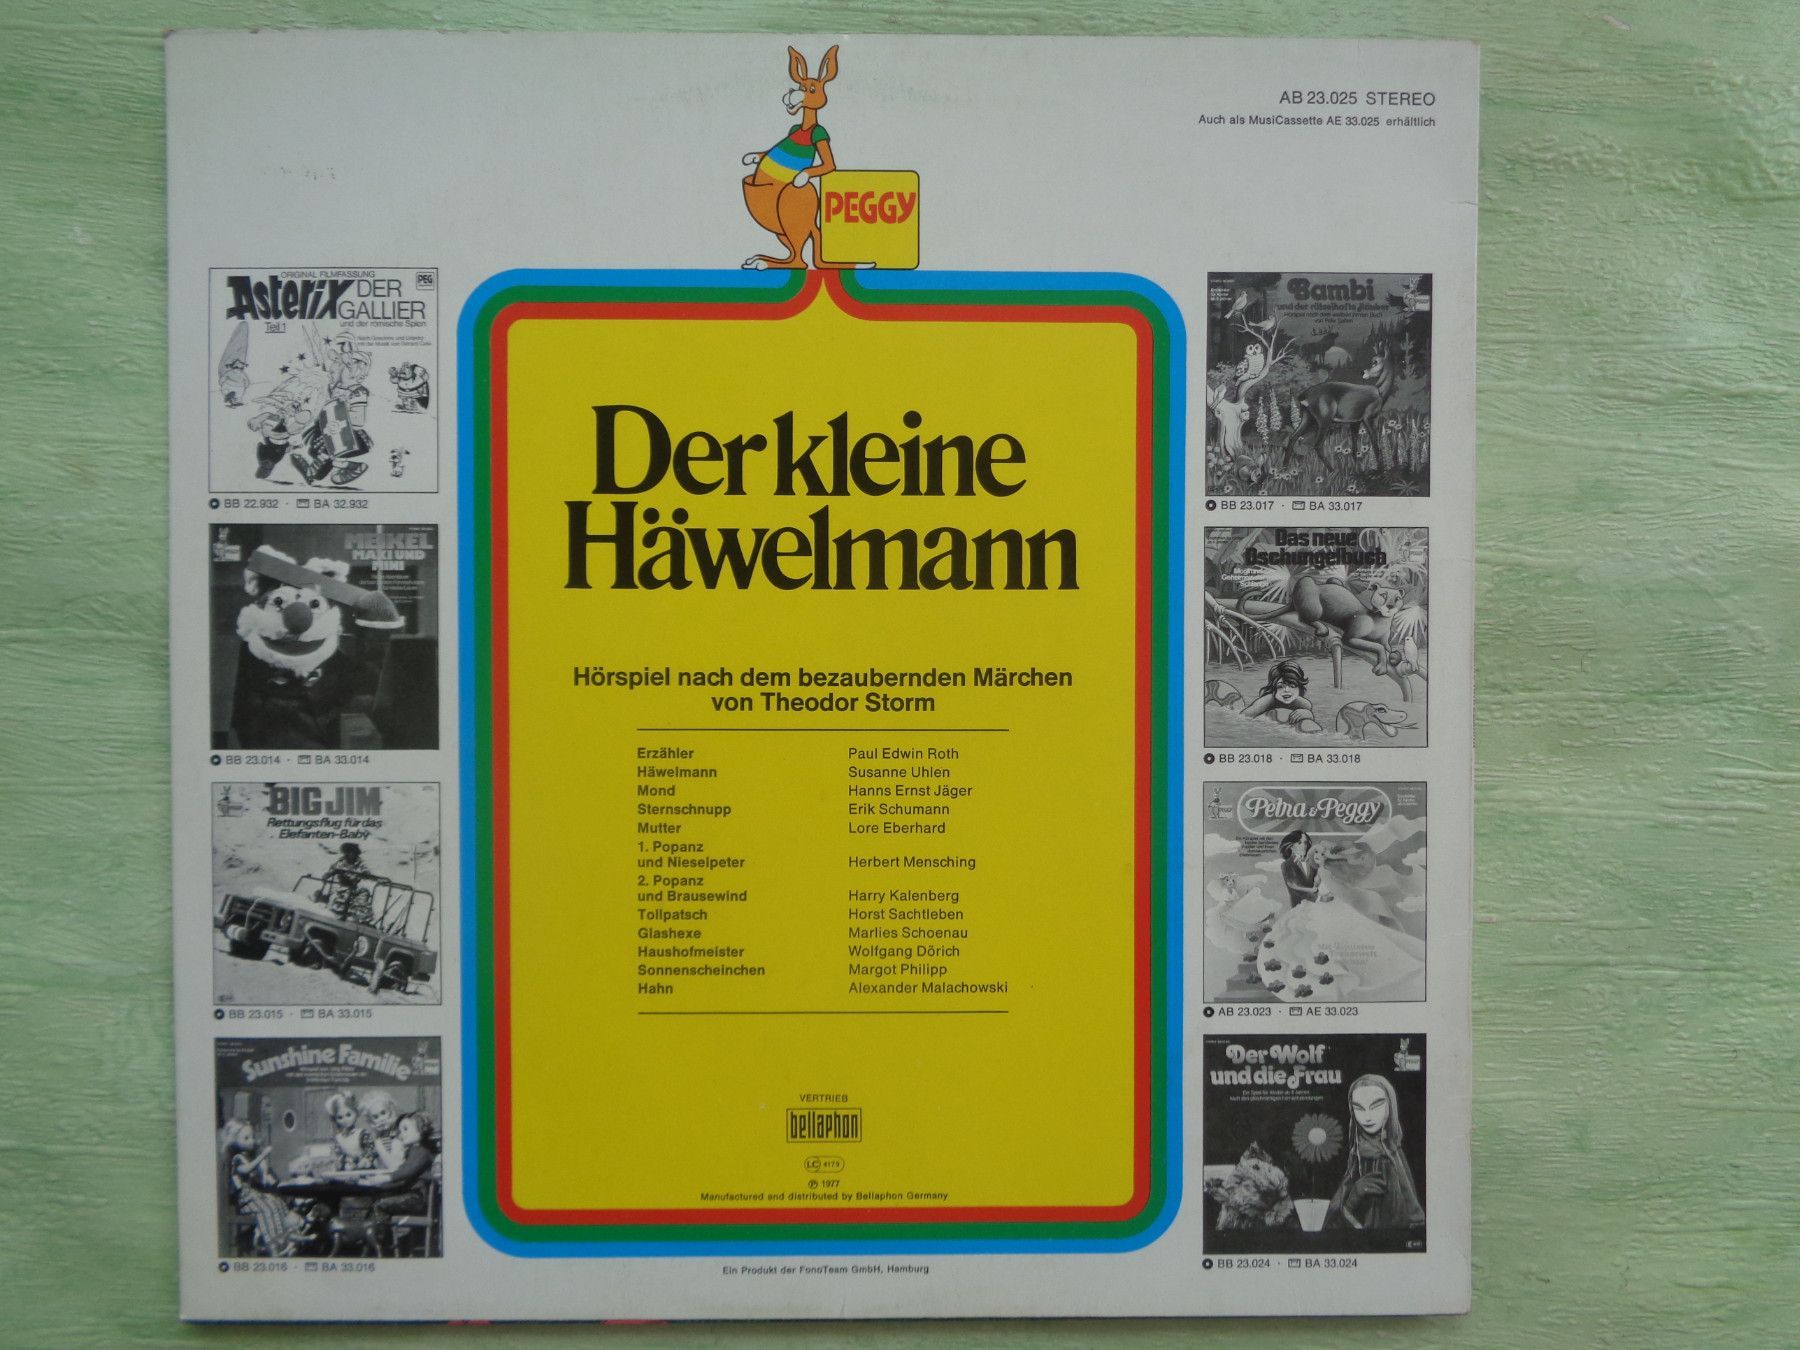 AB 23.025 STEREO
Auch als MusiCassette AE 33.025 erhältlich
PEGGY
ORIGINAL FILMFASSUNG
PEG
Asterix DER
GALLIER
Teil 1
und der römische Spion
BB 22.932 · BA 32.932
MEIKEL
MAXI UND
MINI
BB 23.014 · BA 33.014
BIG JIM
Rettungsflug für das
Elefanten-Baby
BB 23.015 · BA 33.015
Sunshine Familie
BB 23.016 · BA 33.016
Der kleine
Häwelmann
Hörspiel nach dem bezaubernden Märchen
von Theodor Storm
Erzähler Paul Edwin Roth
Häwelmann Susanne Uhlen
Mond Hanns Ernst Jäger
Sternschnupp Erik Schumann
Mutter Lore Eberhard
1. Popanz
und Nieselpeter Herbert Mensching
2. Popanz
und Brausewind Harry Kalenberg
Tollpatsch Horst Sachtleben
Glashexe Marlies Schoenau
Haushofmeister Wolfgang Dörich
Sonnenscheinchen Margot Philipp
Hahn Alexander Malachowski
VERTRIEB
bellaphon
LC 4179
℗ 1977
Manufactured and distributed by Bellaphon Germany
Ein Produkt der FonoTeam GmbH, Hamburg
Bambi
und der rätselhafte Räuber
BB 23.017 · BA 33.017
Das neue
Dschungelbuch
BB 23.018 · BA 33.018
PEGGY
Petra & Peggy
AB 23.023 · AE 33.023
Der Wolf
und die Frau
BB 23.024 · BA 33.024